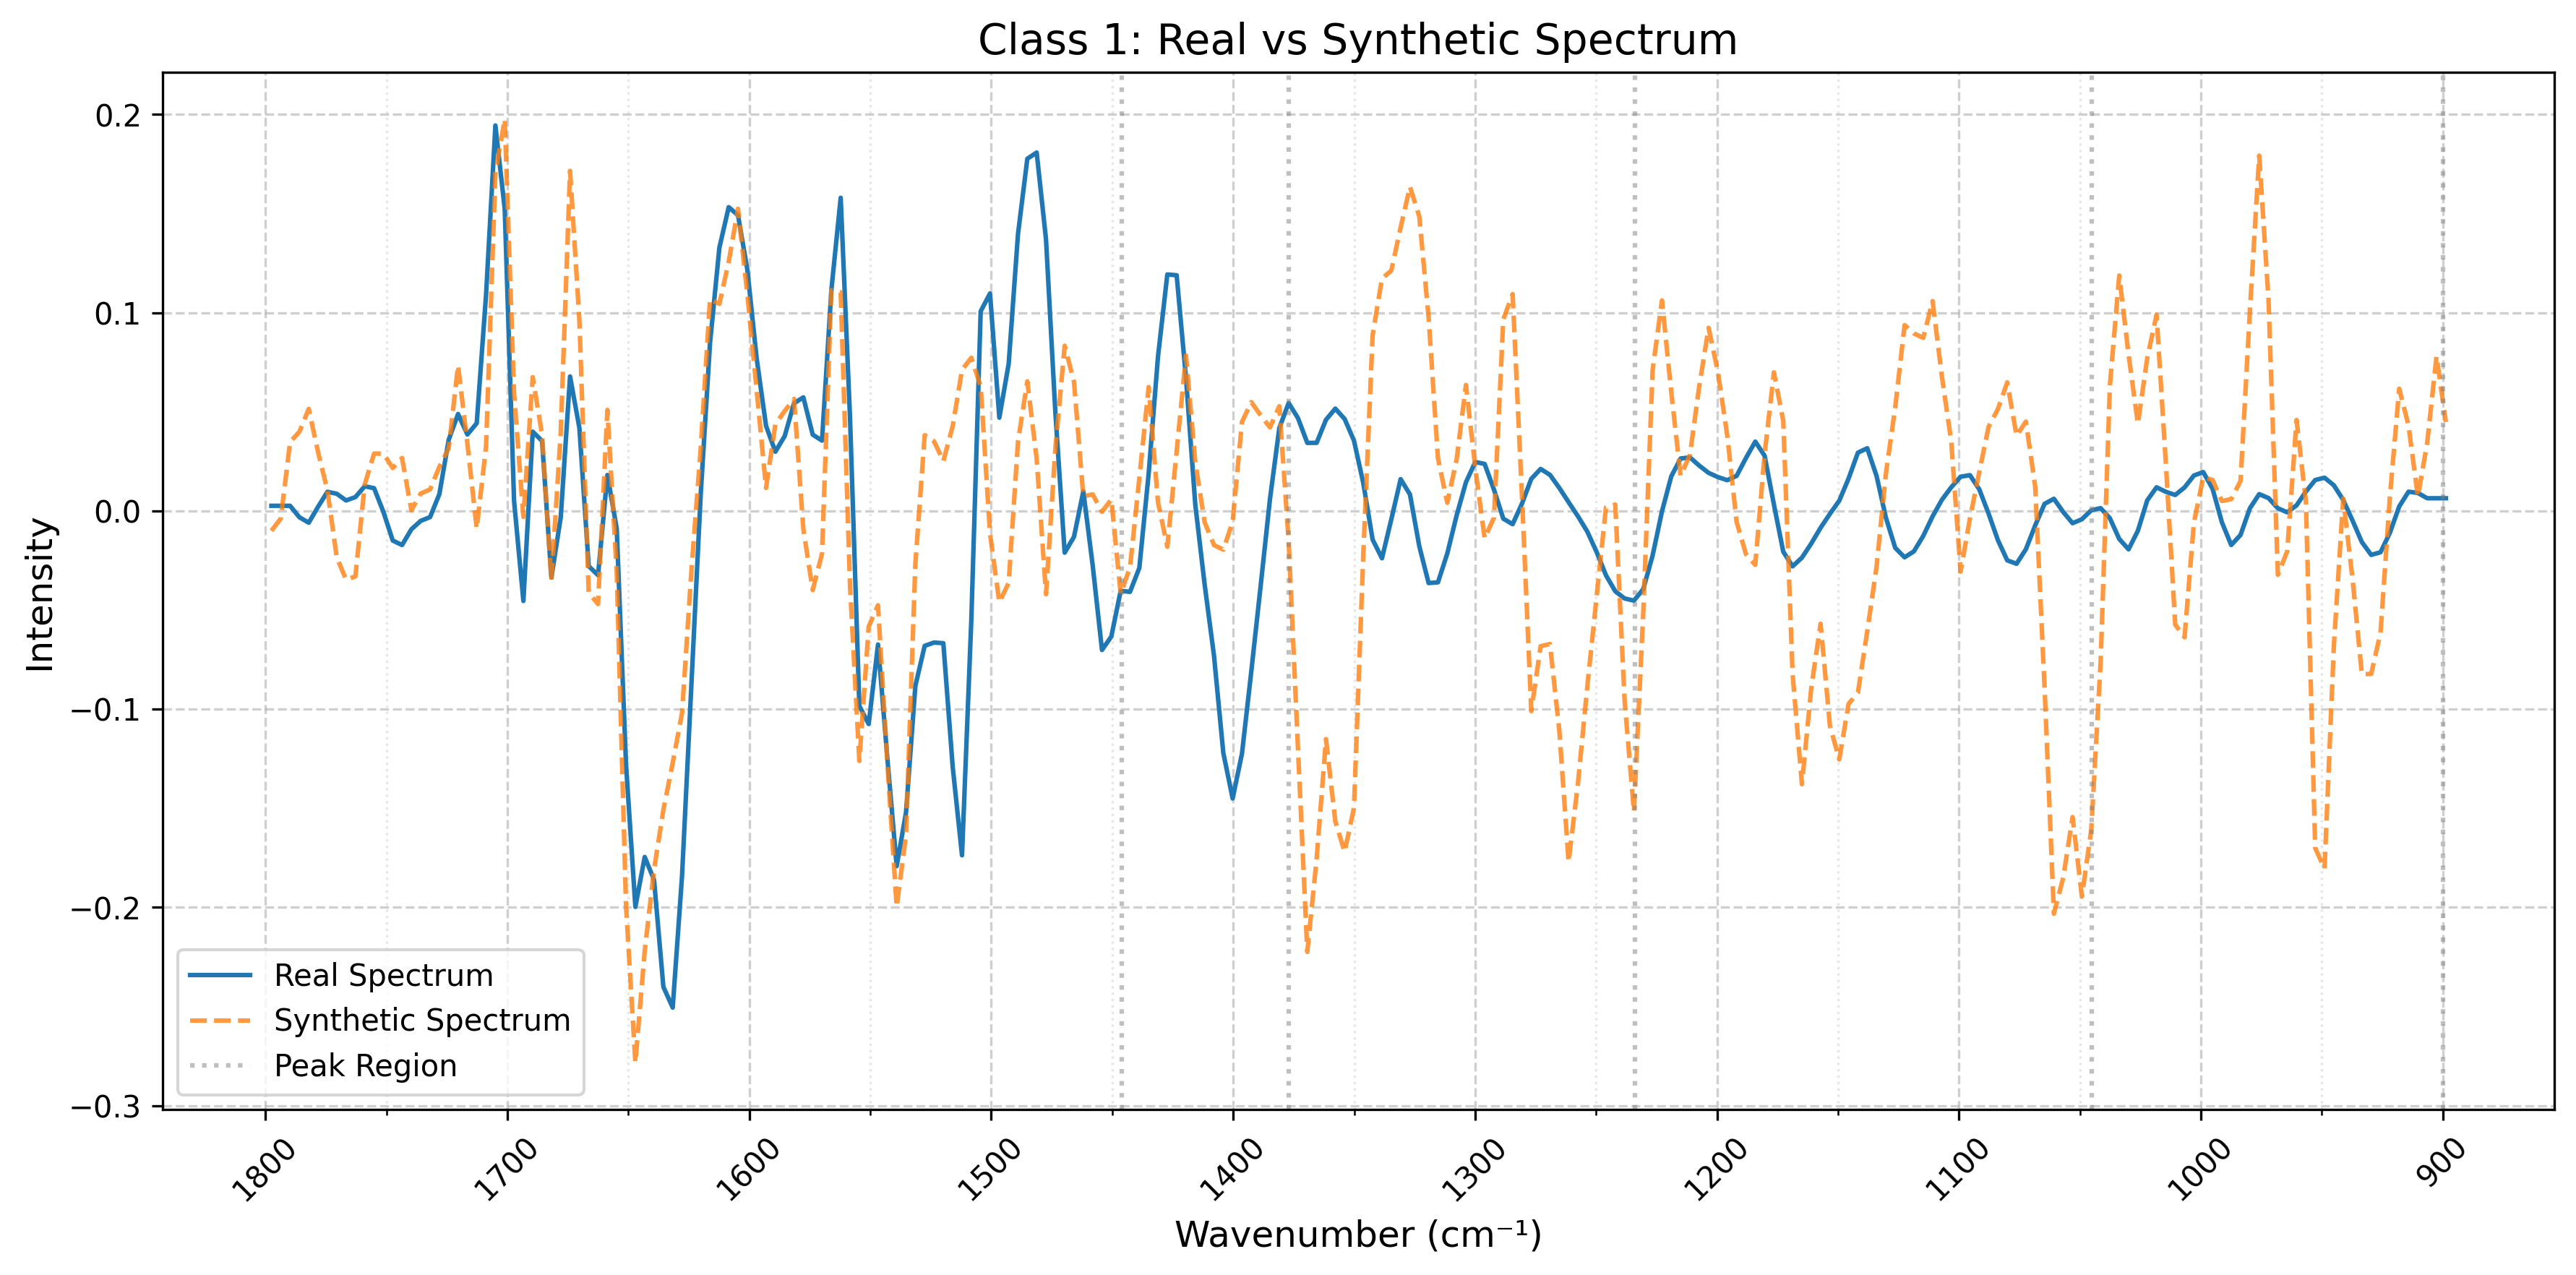 Class 1: Real vs Synthetic Spectrum
Intensity
0.2
0.1
0.0
−0.1
−0.2
−0.3
Real Spectrum
Synthetic Spectrum
Peak Region
1800
1700
1600
1500
1400
1300
1200
1100
1000
900
Wavenumber (cm⁻¹)